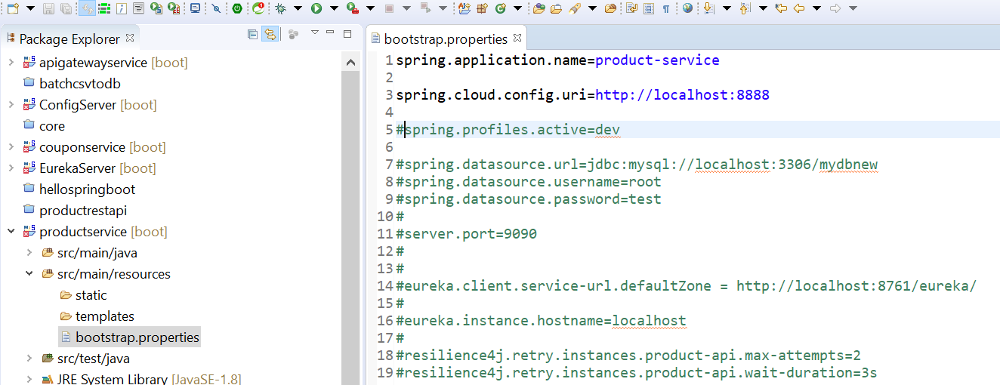 Package Explorer
apigatewayservice [boot]
batchcsvtodb
ConfigServer [boot]
core
couponservice [boot]
EurekaServer [boot]
hellospringboot
productrestapi
productservice [boot]
src/main/java
src/main/resources
static
templates
bootstrap.properties
src/test/java
JRE System Library [JavaSE-1.8]
bootstrap.properties
1 spring.application.name=product-service
2
3 spring.cloud.config.uri=http://localhost:8888
4
5 #spring.profiles.active=dev
6
7 #spring.datasource.url=jdbc:mysql://localhost:3306/mydbnew
8 #spring.datasource.username=root
9 #spring.datasource.password=test
10 #
11 #server.port=9090
12 #
13 #
14 #eureka.client.service-url.defaultZone = http://localhost:8761/eureka/
15 #
16 #eureka.instance.hostname=localhost
17 #
18 #resilience4j.retry.instances.product-api.max-attempts=2
19 #resilience4j.retry.instances.product-api.wait-duration=3s